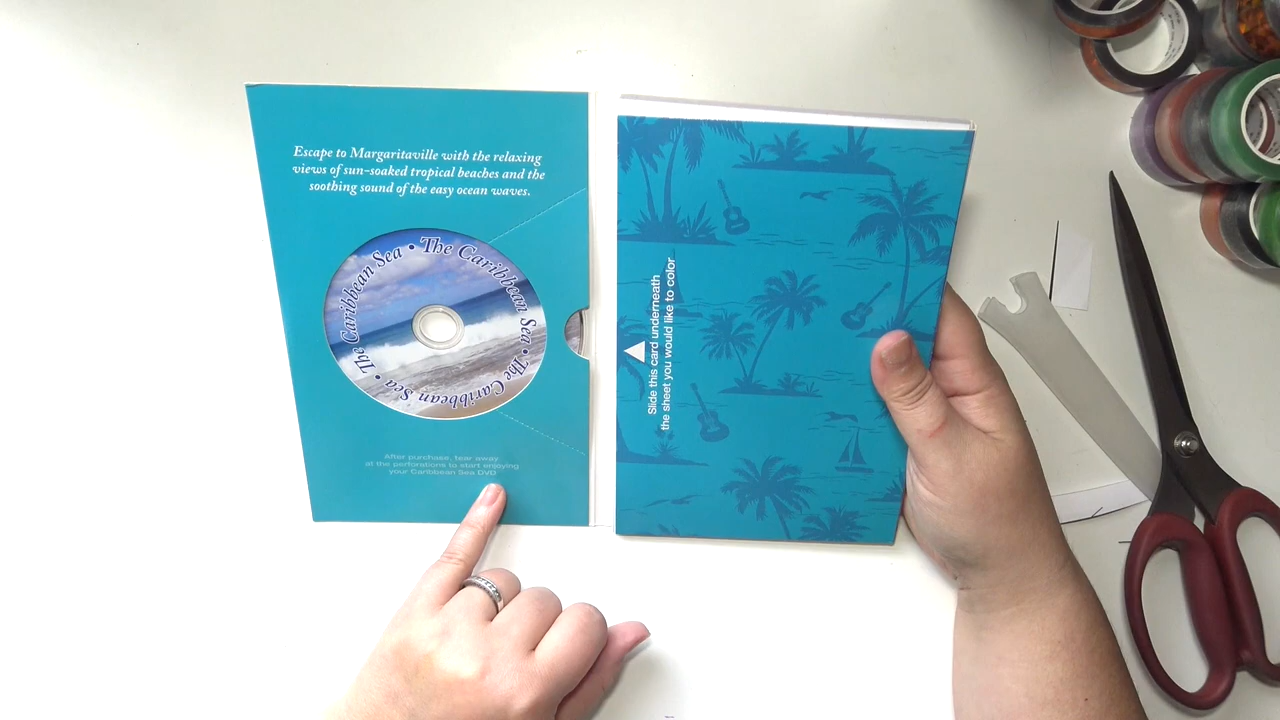 Escape to Margaritaville with the relaxing
views of sun-soaked tropical beaches and the
soothing sound of the easy ocean waves.
The Caribbean Sea • The Caribbean Sea • The Caribbean Sea •
After purchase, tear away
at the perforations to start enjoying
your Caribbean Sea DVD
Slide this card underneath
the sheet you would like to color